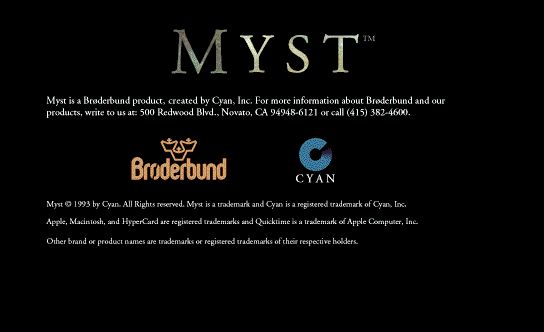 MYST™
Myst is a Brøderbund product, created by Cyan, Inc. For more information about Brøderbund and our
products, write to us at: 500 Redwood Blvd., Novato, CA 94948-6121 or call (415) 382-4600.
Brøderbund
CYAN
Myst © 1993 by Cyan. All Rights reserved. Myst is a trademark and Cyan is a registered trademark of Cyan, Inc.
Apple, Macintosh, and HyperCard are registered trademarks and Quicktime is a trademark of Apple Computer, Inc.
Other brand or product names are trademarks or registered trademarks of their respective holders.